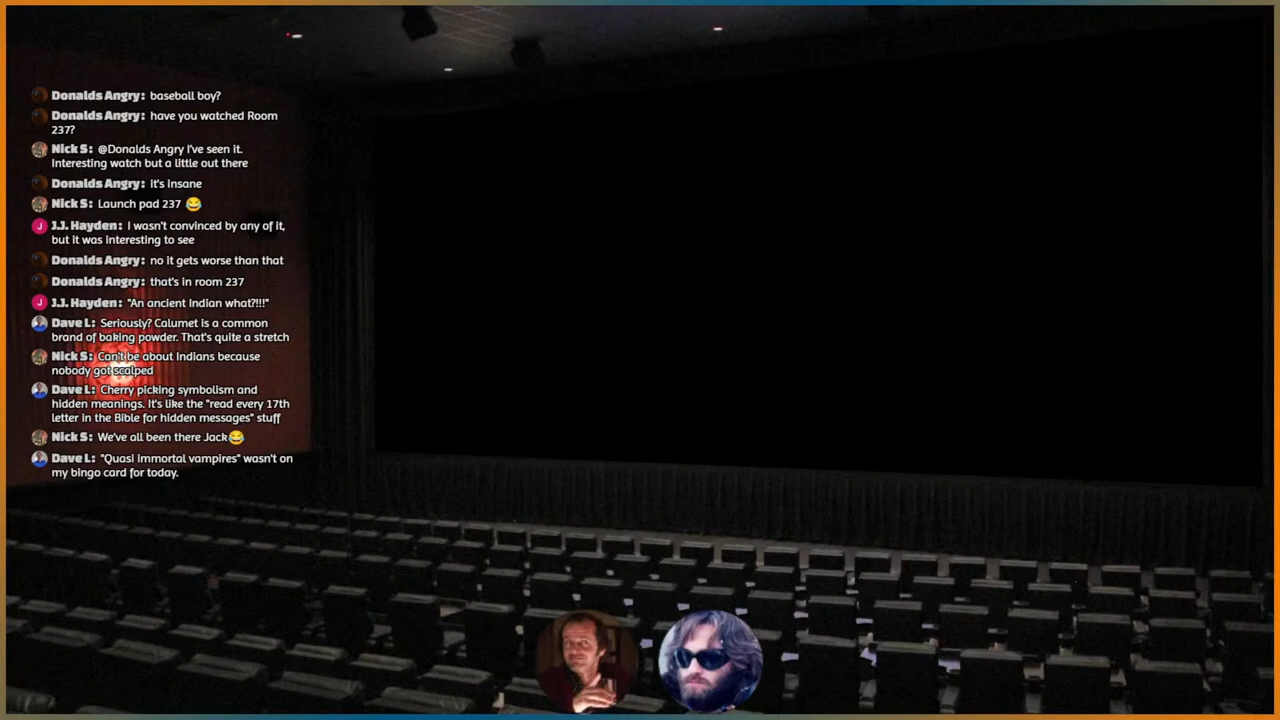 Donalds Angry: baseball boy?
Donalds Angry: have you watched Room
237?
Nick S: @Donalds Angry I've seen it.
Interesting watch but a little out there
Donalds Angry: it's insane
Nick S: Launch pad 237 😂
J
J.J. Hayden: I wasn't convinced by any of it,
but it was interesting to see
Donalds Angry: no it gets worse than that
Donalds Angry: that's in room 237
J
J.J. Hayden: "An ancient Indian what?!!!"
Dave L: Seriously? Calumet is a common
brand of baking powder. That's quite a stretch
Nick S: Can't be about Indians because
nobody got scalped
Dave L: Cherry picking symbolism and
hidden meanings. It's like the "read every 17th
letter in the Bible for hidden messages" stuff
Nick S: We've all been there Jack😂
Dave L: "Quasi Immortal vampires" wasn't on
my bingo card for today.